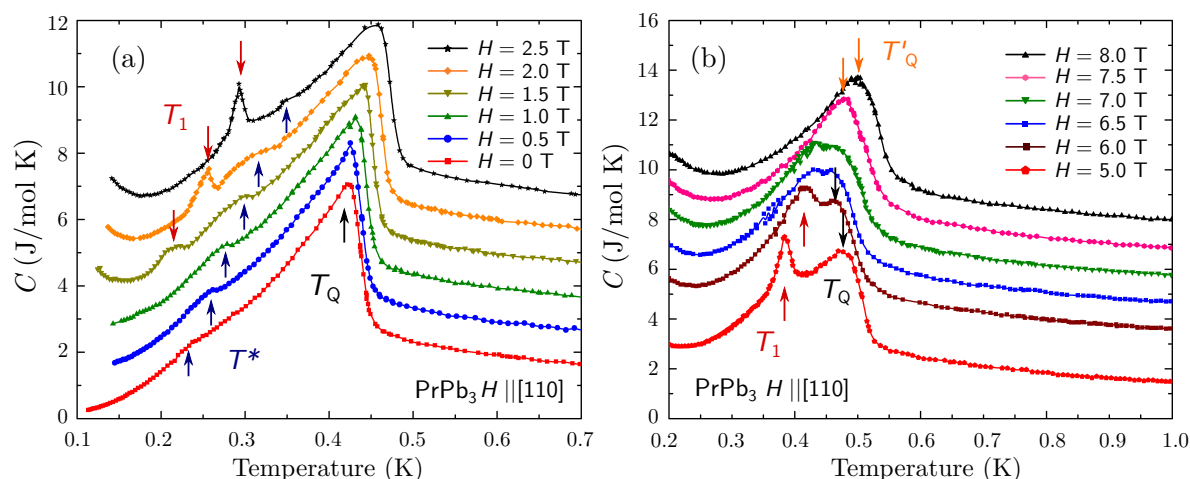 (a)
H = 2.5 T
H = 2.0 T
H = 1.5 T
H = 1.0 T
H = 0.5 T
H = 0 T
T₁
T*
T_Q
PrPb₃ H ||[110]
C (J/mol K)
12
10
8
6
4
2
0
0.1 0.2 0.3 0.4 0.5 0.6 0.7
Temperature (K)
(b)
T'_Q
H = 8.0 T
H = 7.5 T
H = 7.0 T
H = 6.5 T
H = 6.0 T
H = 5.0 T
T_Q
T₁
PrPb₃ H ||[110]
C (J/mol K)
16
14
12
10
8
6
4
2
0
0.2 0.3 0.4 0.5 0.6 0.7 0.8 0.9 1.0
Temperature (K)